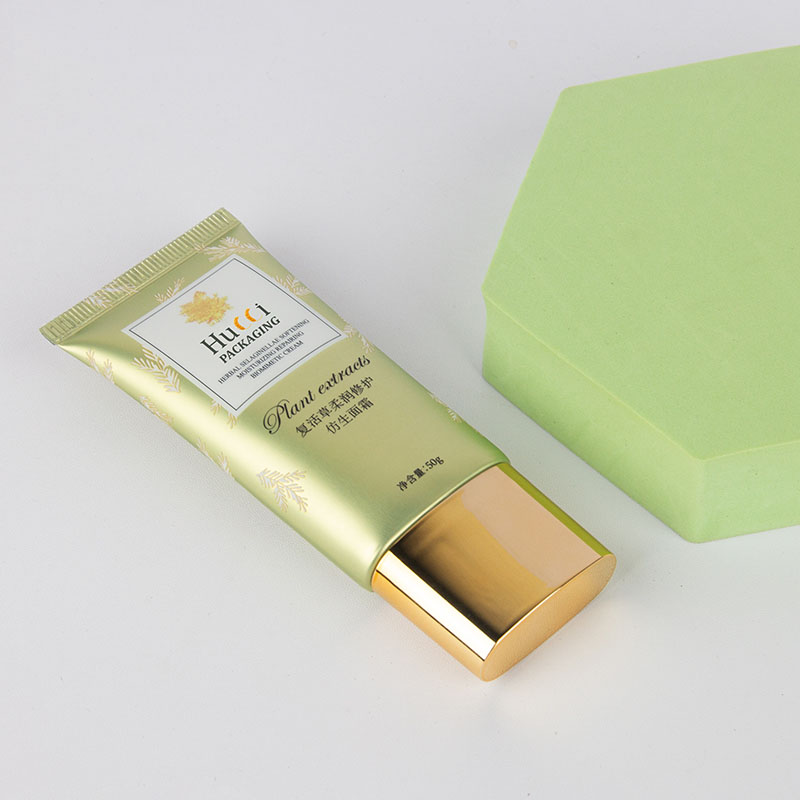 Hucci
PACKAGING
HERBAL SELAGINELLAE SOFTENING
MOISTURIZING REPAIRING
BIOMIMETIC CREAM
Plant extracts
复活草柔润修护
仿生面霜
净含量:50g